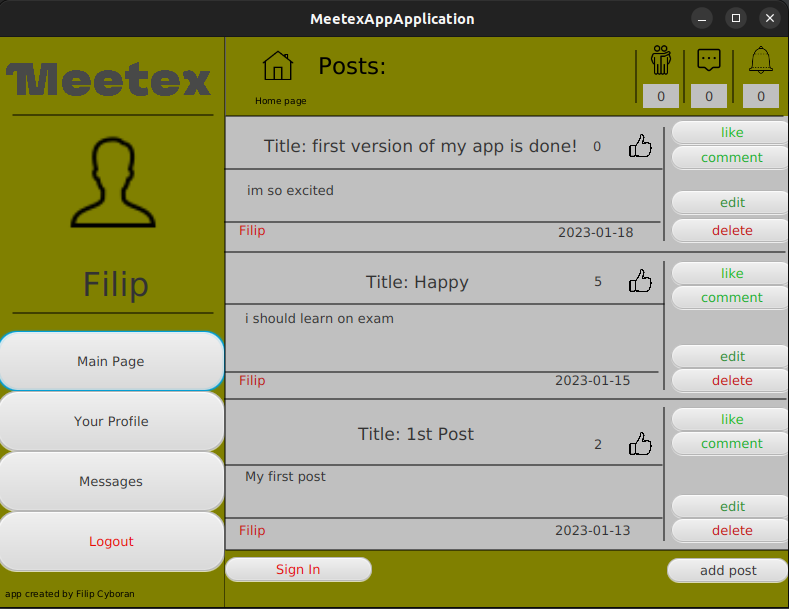 MeetexAppApplication
Meetex
Filip
Main Page
Your Profile
Messages
Logout
app created by Filip Cyboran
Home page
Posts:
0
0
0
Title: first version of my app is done!
0
like
comment
im so excited
edit
Filip
2023-01-18
delete
Title: Happy
5
like
comment
i should learn on exam
edit
Filip
2023-01-15
delete
Title: 1st Post
2
like
comment
My first post
edit
Filip
2023-01-13
delete
Sign In
add post